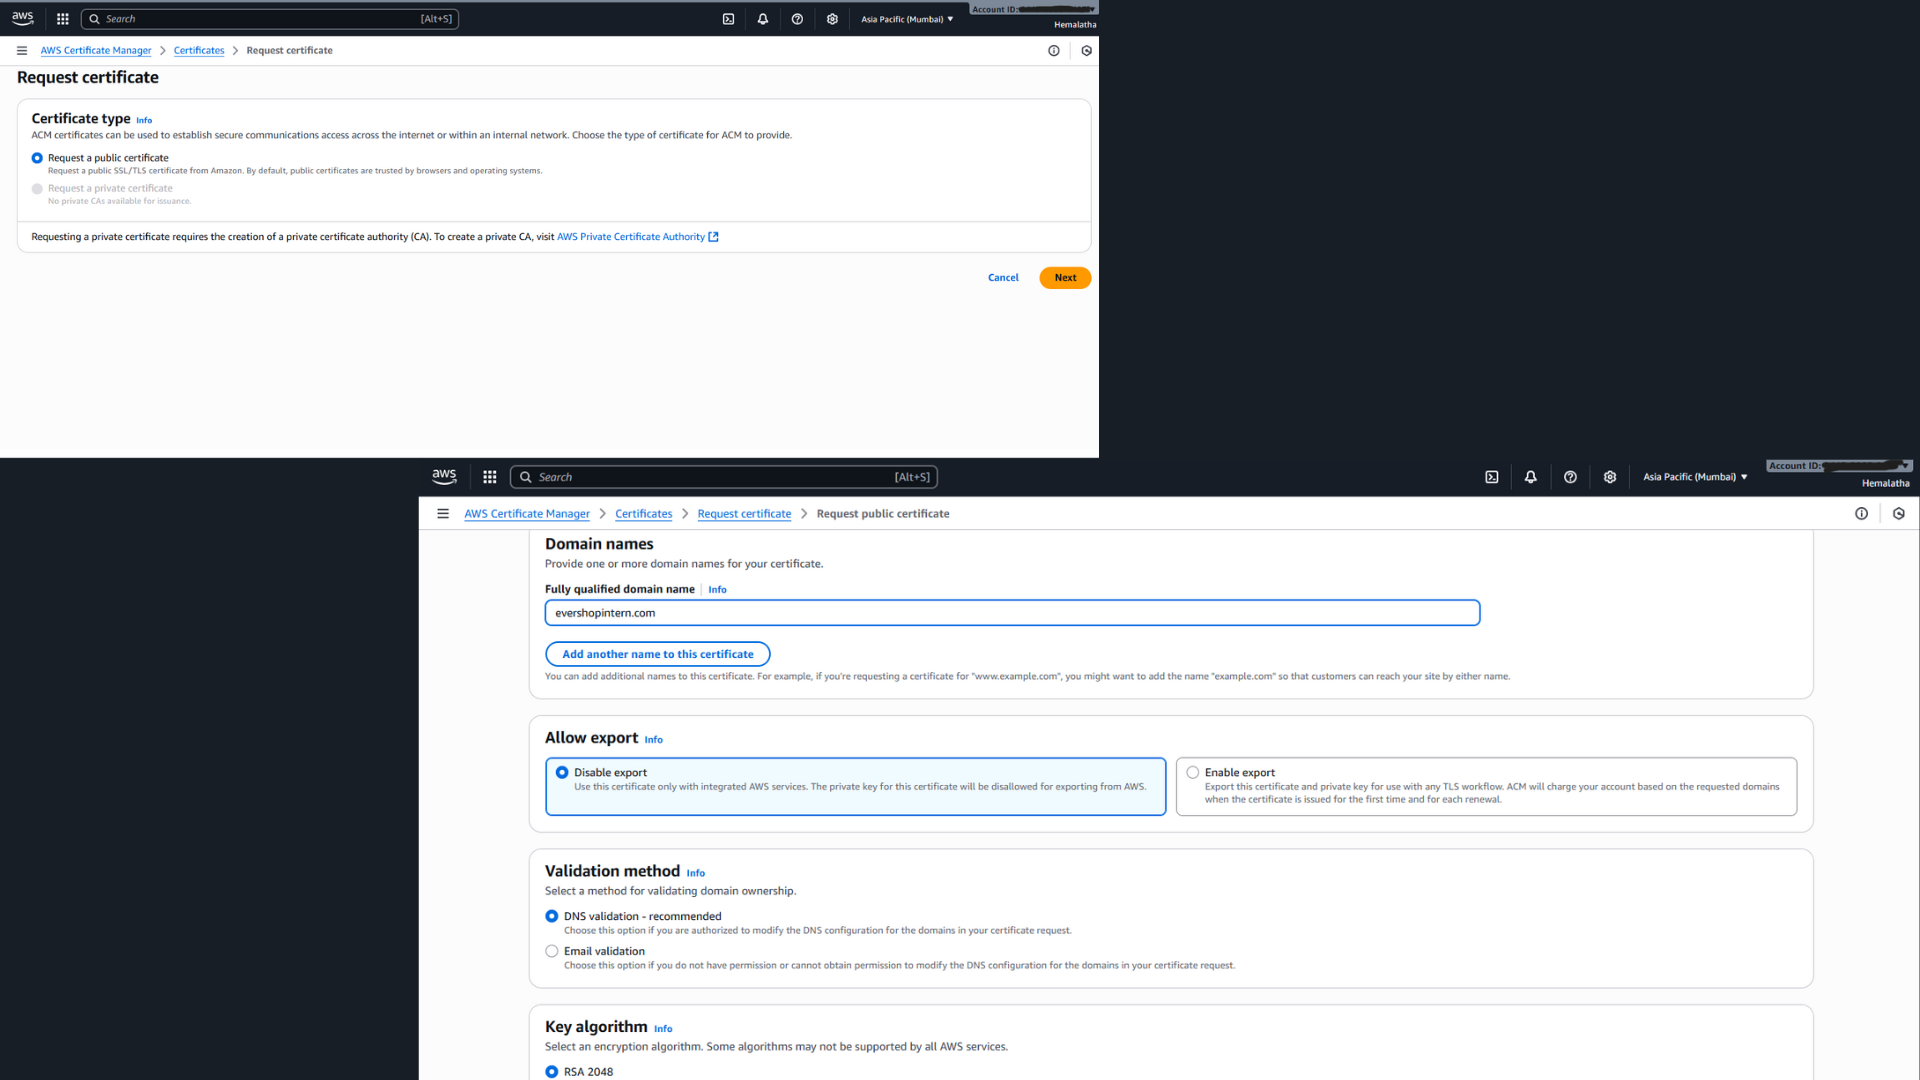 aws
Search [Alt+S]
Asia Pacific (Mumbai)
Account ID:
Hemalatha
AWS Certificate Manager > Certificates > Request certificate
Request certificate
Certificate type Info
ACM certificates can be used to establish secure communications access across the internet or within an internal network. Choose the type of certificate for ACM to provide.
Request a public certificate
Request a public SSL/TLS certificate from Amazon. By default, public certificates are trusted by browsers and operating systems.
Request a private certificate
No private CAs available for issuance.
Requesting a private certificate requires the creation of a private certificate authority (CA). To create a private CA, visit AWS Private Certificate Authority
Cancel
Next
aws
Search [Alt+S]
Asia Pacific (Mumbai)
Account ID:
Hemalatha
AWS Certificate Manager > Certificates > Request certificate > Request public certificate
Domain names
Provide one or more domain names for your certificate.
Fully qualified domain name Info
evershopintern.com
Add another name to this certificate
You can add additional names to this certificate. For example, if you're requesting a certificate for "www.example.com", you might want to add the name "example.com" so that customers can reach your site by either name.
Allow export Info
Disable export
Use this certificate only with integrated AWS services. The private key for this certificate will be disallowed for exporting from AWS.
Enable export
Export this certificate and private key for use with any TLS workflow. ACM will charge your account based on the requested domains
when the certificate is issued for the first time and for each renewal.
Validation method Info
Select a method for validating domain ownership.
DNS validation - recommended
Choose this option if you are authorized to modify the DNS configuration for the domains in your certificate request.
Email validation
Choose this option if you do not have permission or cannot obtain permission to modify the DNS configuration for the domains in your certificate request.
Key algorithm Info
Select an encryption algorithm. Some algorithms may not be supported by all AWS services.
RSA 2048